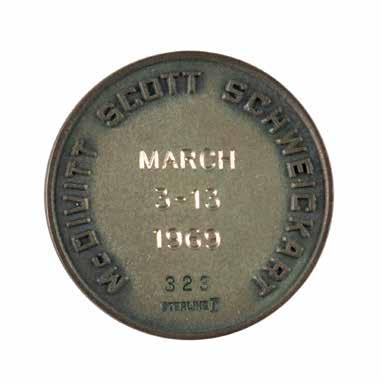 McDIVITT SCOTT SCHWEICKART
MARCH
3-13
1969
323
STERLING